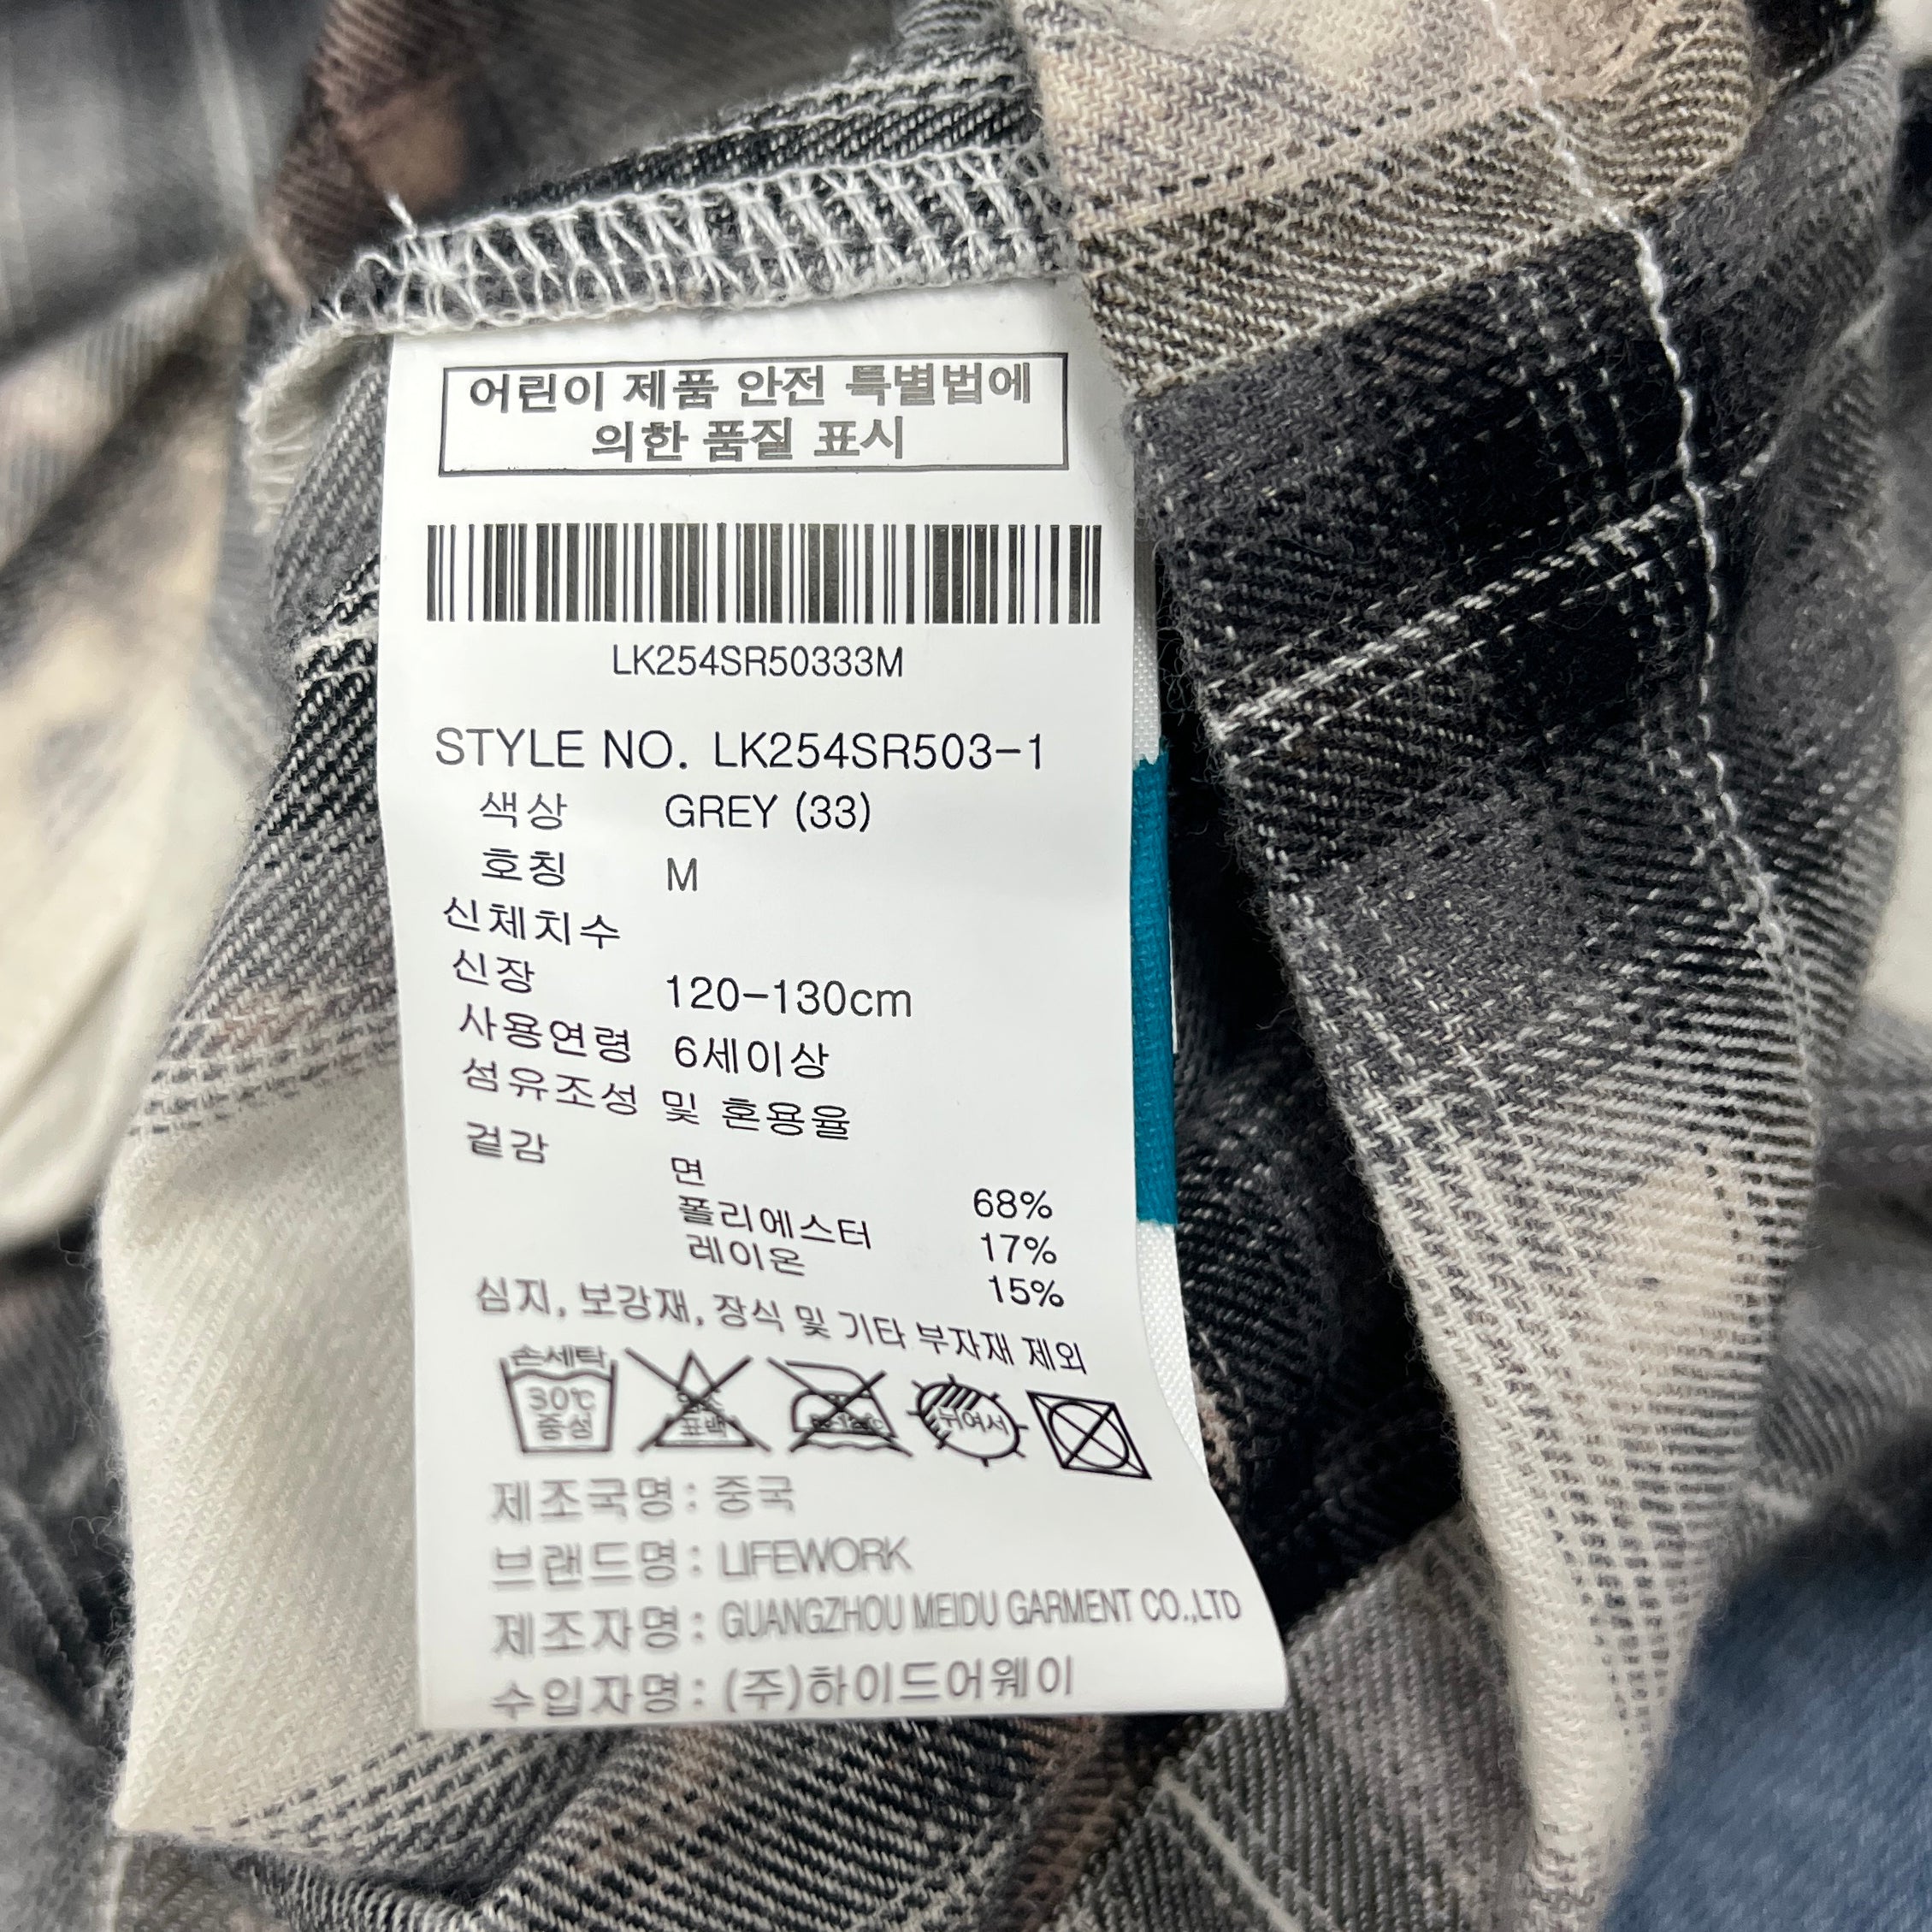 어린이 제품 안전 특별법에
의한 품질 표시
LK254SR50333M
STYLE NO. LK254SR503-1
색상 GREY (33)
호칭 M
신체치수
신장 120-130cm
사용연령 6세이상
섬유조성 및 혼용율
겉감
면 68%
폴리에스터 17%
레이온 15%
심지, 보강재, 장식 및 기타 부자재 제외
손세탁
30℃
중성
표백
뉘여서
제조국명 : 중국
브랜드명 : LIFEWORK
제조자명 : GUANGZHOU MEIDU GARMENT CO.,LTD
수입자명 : (주)하이드어웨이